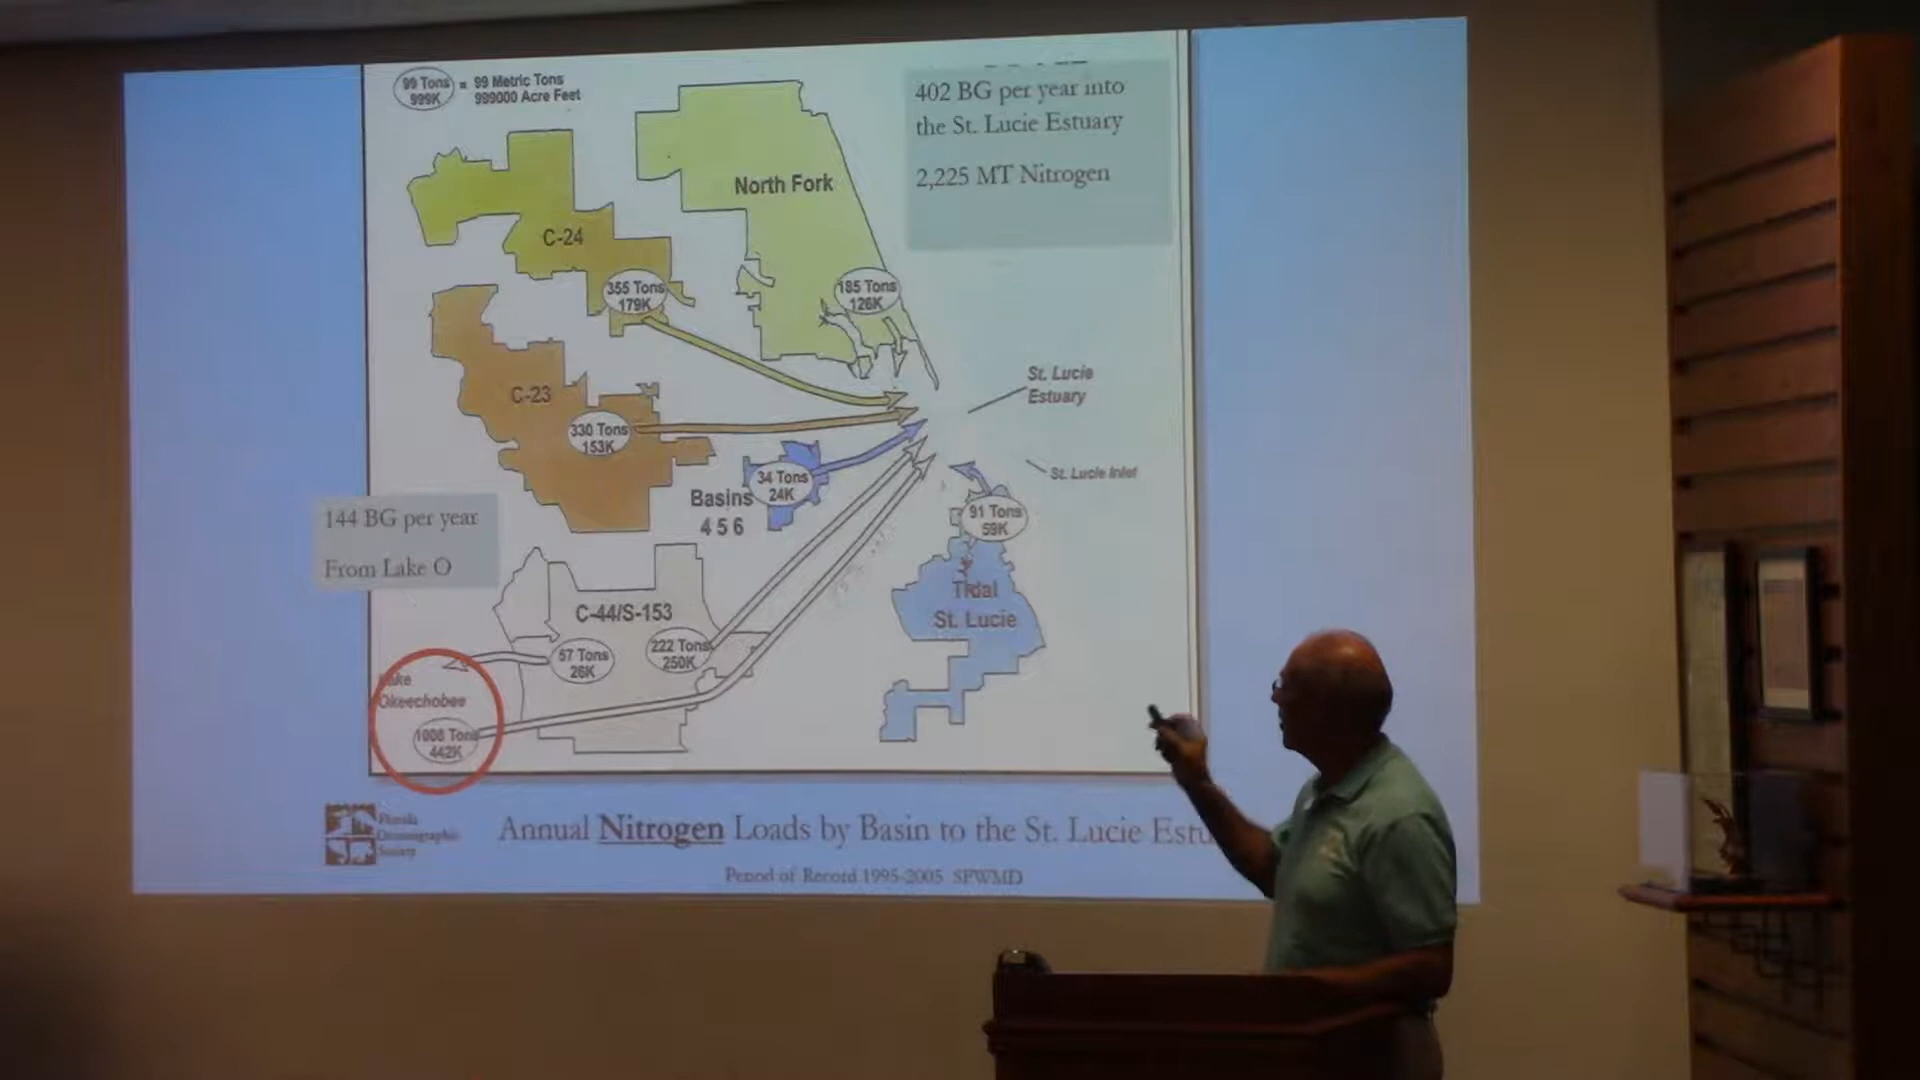 99 Tons
999K
= 99 Metric Tons
999000 Acre Feet
402 BG per year into
the St. Lucie Estuary
2,225 MT Nitrogen
North Fork
C-24
355 Tons
179K
185 Tons
126K
St. Lucie
Estuary
C-23
330 Tons
153K
34 Tons
24K
Basins
4 5 6
St. Lucie Inlet
91 Tons
59K
144 BG per year
From Lake O
Tidal
St. Lucie
C-44/S-153
57 Tons
26K
222 Tons
250K
Lake
Okeechobee
1008 Tons
442K
Florida
Oceanographic
Society
Annual Nitrogen Loads by Basin to the St. Lucie Estu
Period of Record 1995-2005 SFWMD